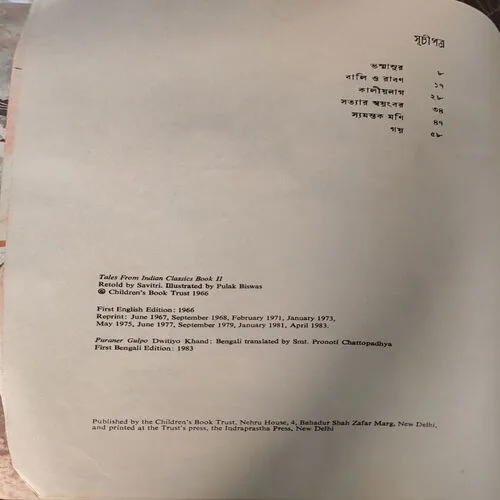 সূচীপত্র
ভস্মাসুর ৮
বালি ও রাবণ ১৭
কালীয়নাগ ২৮
সত্যার স্বয়ংবর ৩৪
স্যমন্তক মণি ৪৭
গয় ৫৮
Tales From Indian Classics Book II
Retold by Savitri. Illustrated by Pulak Biswas
© Children's Book Trust 1966
First English Edition: 1966
Reprint: June 1967, September 1968, February 1971, January 1973,
May 1975, June 1977, September 1979, January 1981, April 1983.
Puraner Gulpo Dwitiyo Khand: Bengali translated by Smt. Pronoti Chattopadhya
First Bengali Edition: 1983
Published by the Children's Book Trust, Nehru House, 4, Bahadur Shah Zafar Marg, New Delhi,
and printed at the Trust's press, the Indraprastha Press, New Delhi